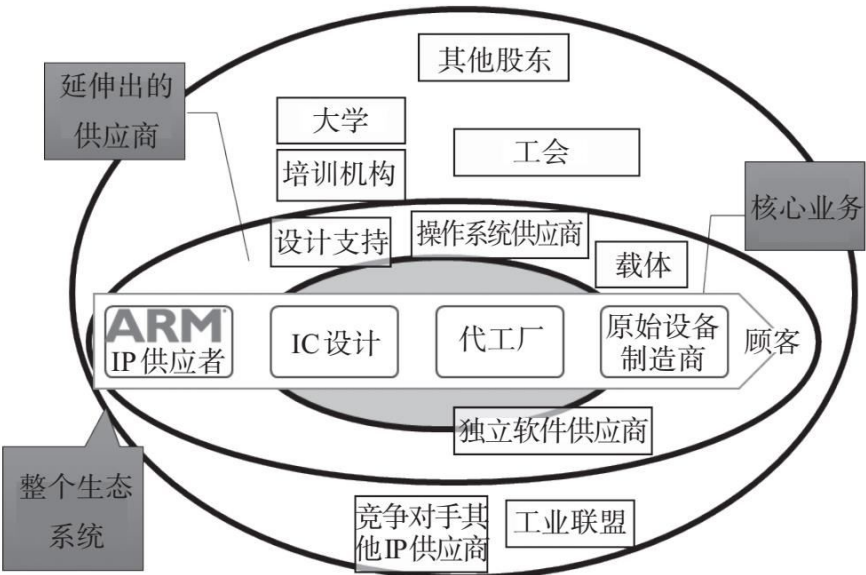 其他股东
延伸出的
供应商
大学
工会
培训机构
核心业务
设计支持
操作系统供应商
载体
ARM
IP供应者
IC设计
代工厂
原始设备
制造商
顾客
独立软件供应商
整个生态
系统
竞争对手其
他IP供应商
工业联盟